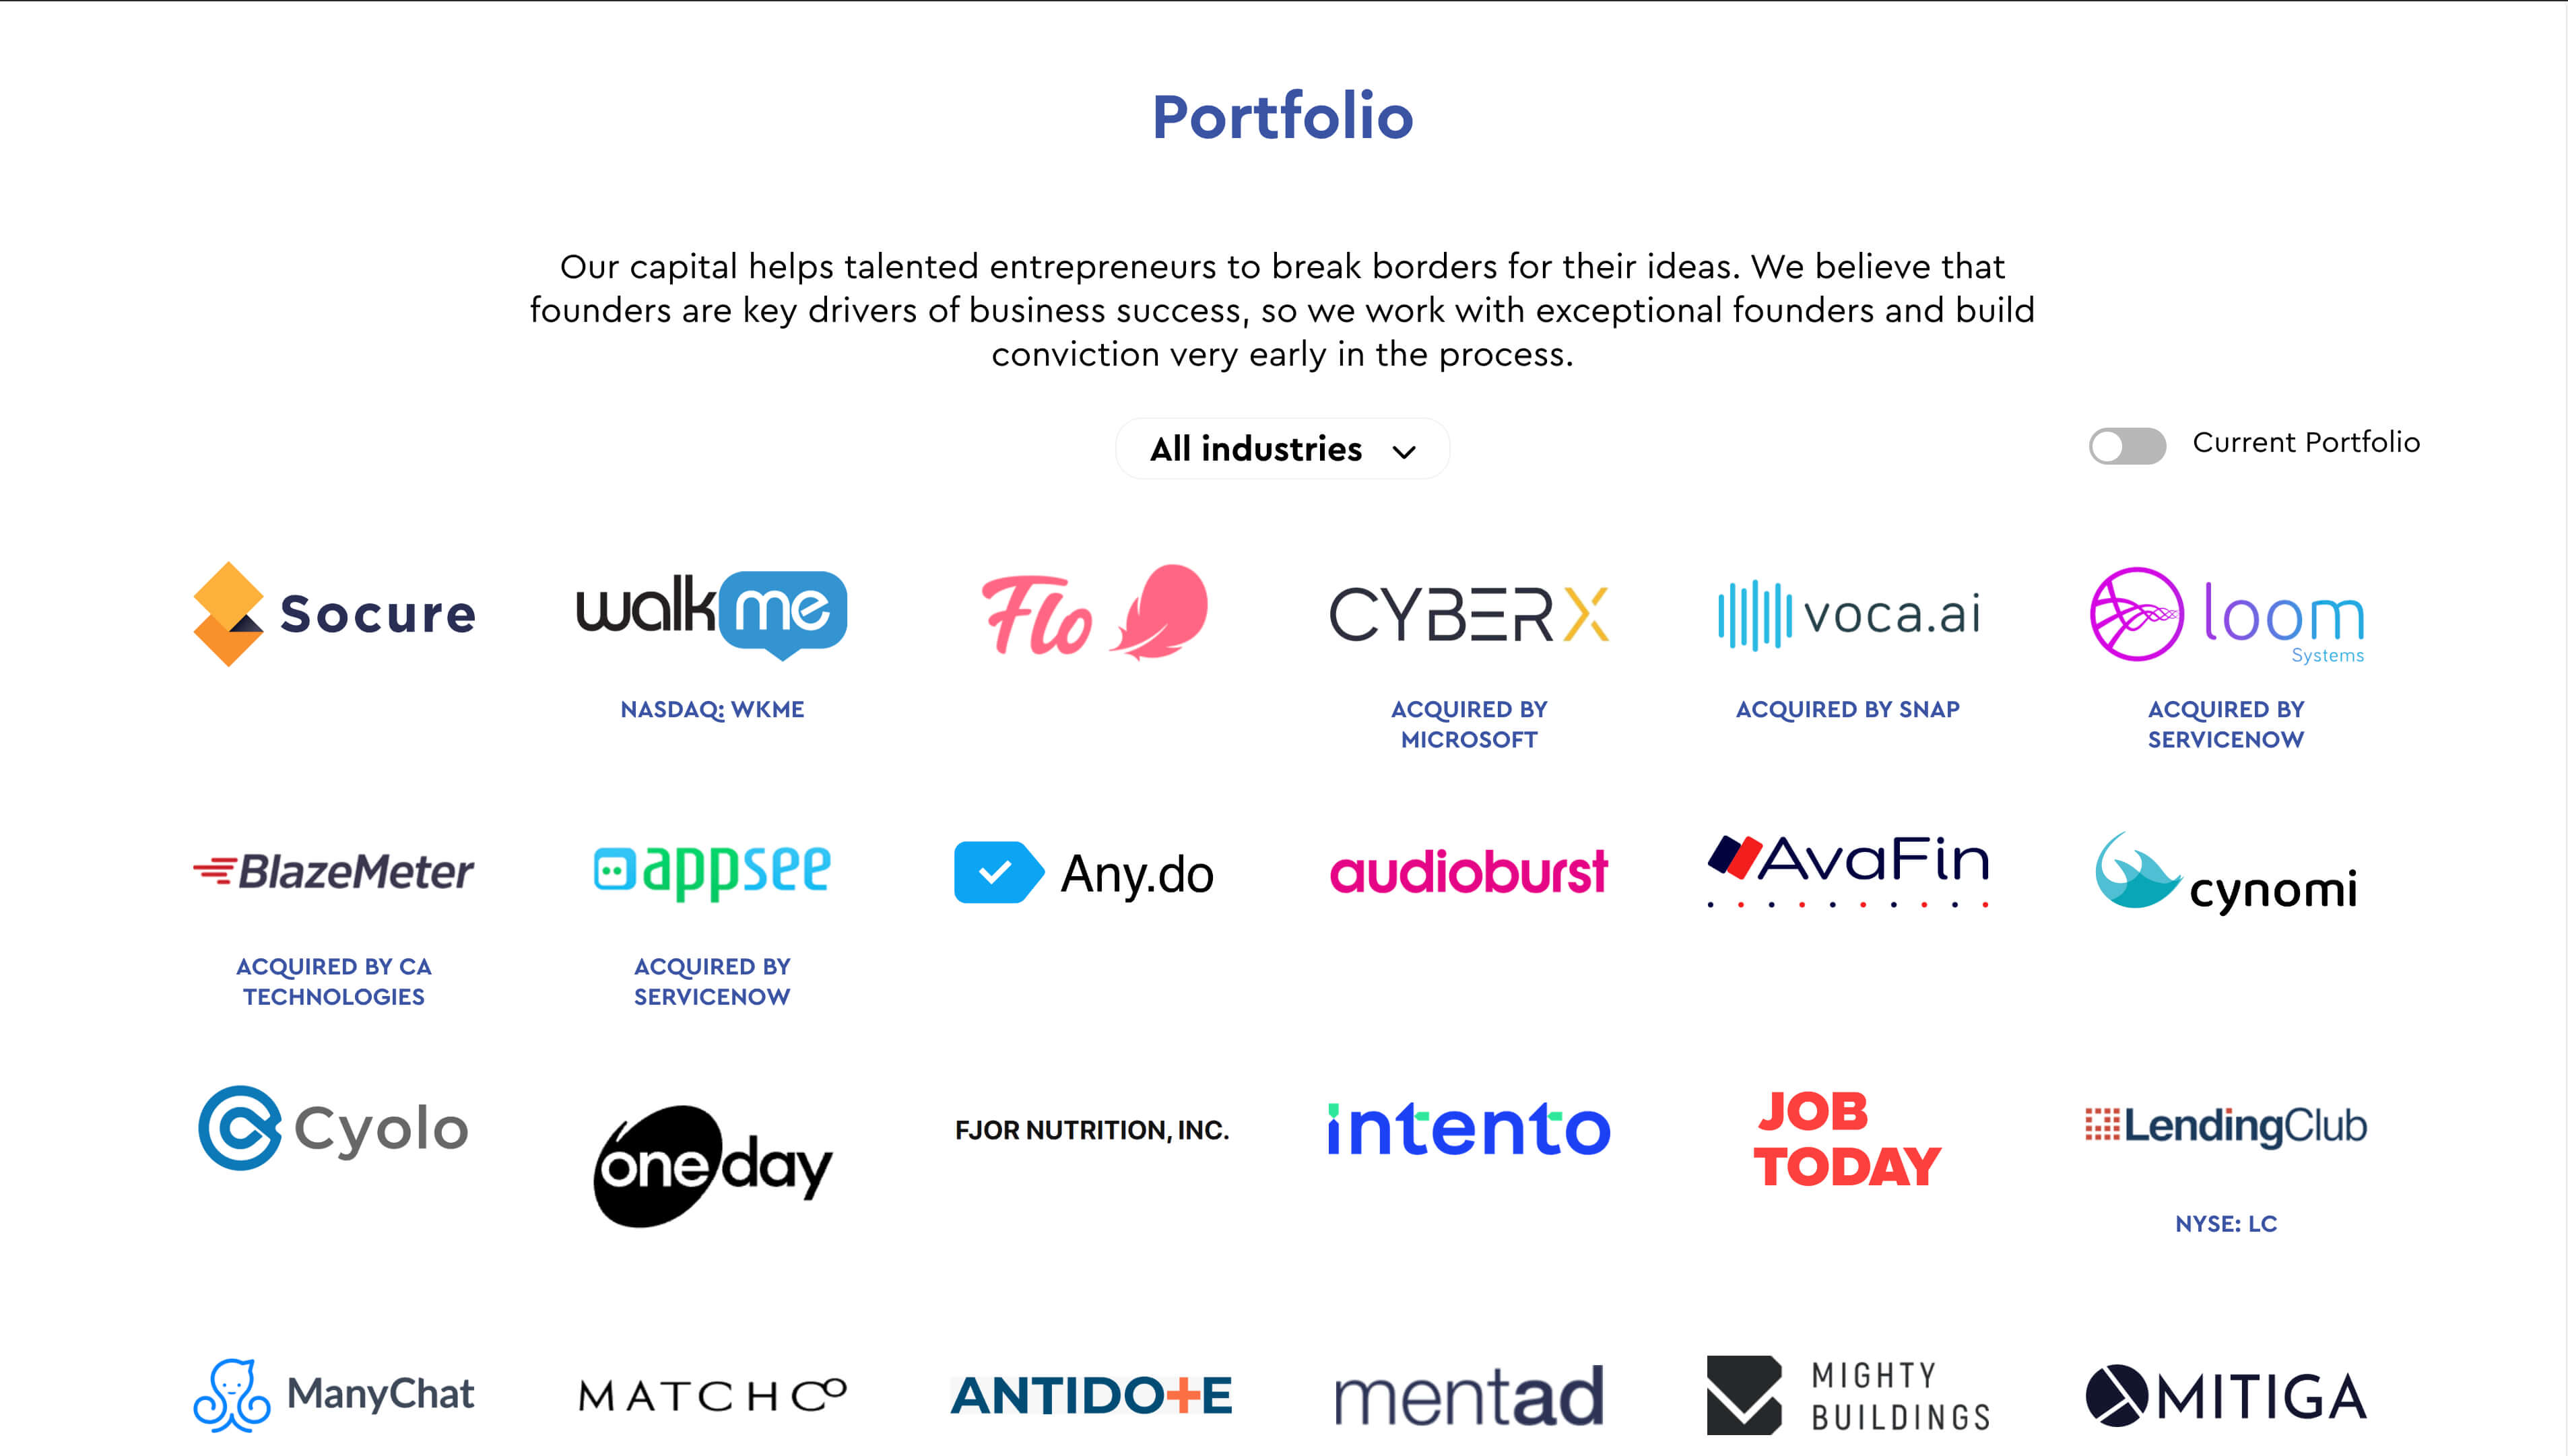 Portfolio
Our capital helps talented entrepreneurs to break borders for their ideas. We believe that
founders are key drivers of business success, so we work with exceptional founders and build
conviction very early in the process.
All industries
Current Portfolio
Socure
walkme
Flo
CYBERX
voca.ai
loom
Systems
NASDAQ: WKME
ACQUIRED BY
MICROSOFT
ACQUIRED BY SNAP
ACQUIRED BY
SERVICENOW
BlazeMeter
appsee
Any.do
audioburst
AvaFin
cynomi
ACQUIRED BY CA
TECHNOLOGIES
ACQUIRED BY
SERVICENOW
Cyolo
oneday
FJOR NUTRITION, INC.
intento
JOB
TODAY
LendingClub
NYSE: LC
ManyChat
MATCHCO
ANTIDOTE
mentad
MIGHTY
BUILDINGS
MITIGA